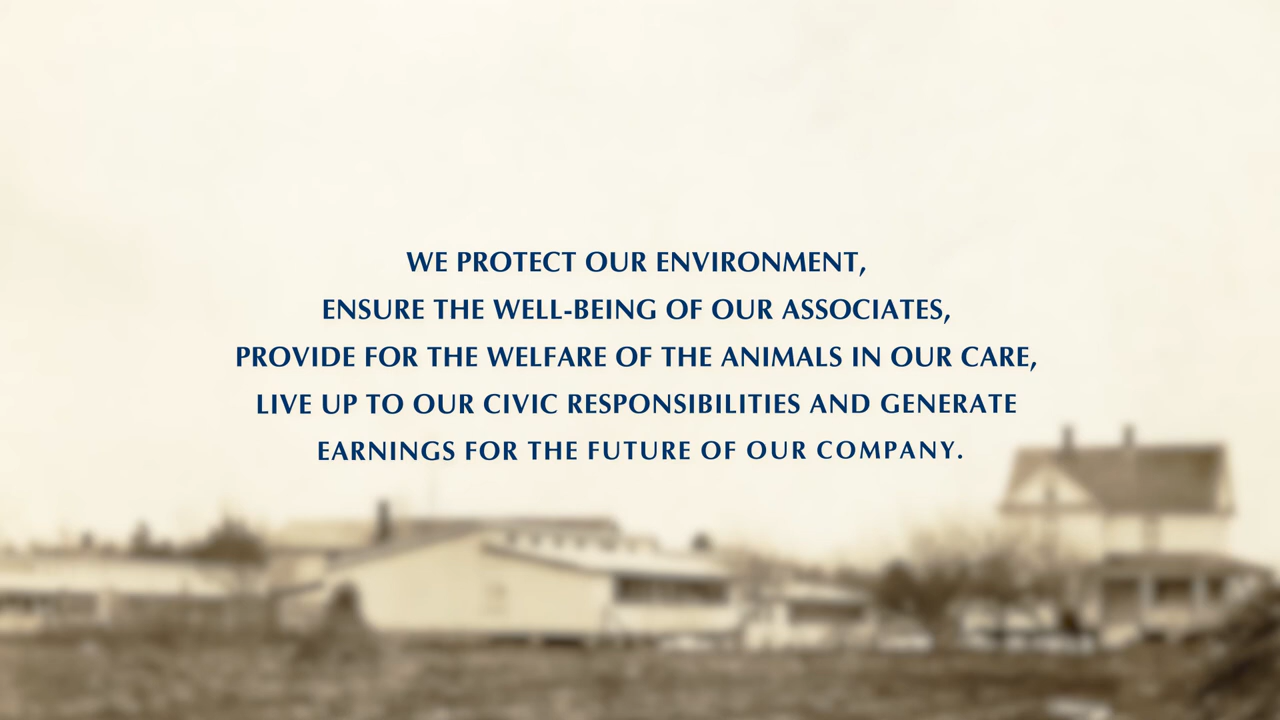 WE PROTECT OUR ENVIRONMENT,
ENSURE THE WELL-BEING OF OUR ASSOCIATES,
PROVIDE FOR THE WELFARE OF THE ANIMALS IN OUR CARE,
LIVE UP TO OUR CIVIC RESPONSIBILITIES AND GENERATE
EARNINGS FOR THE FUTURE OF OUR COMPANY.